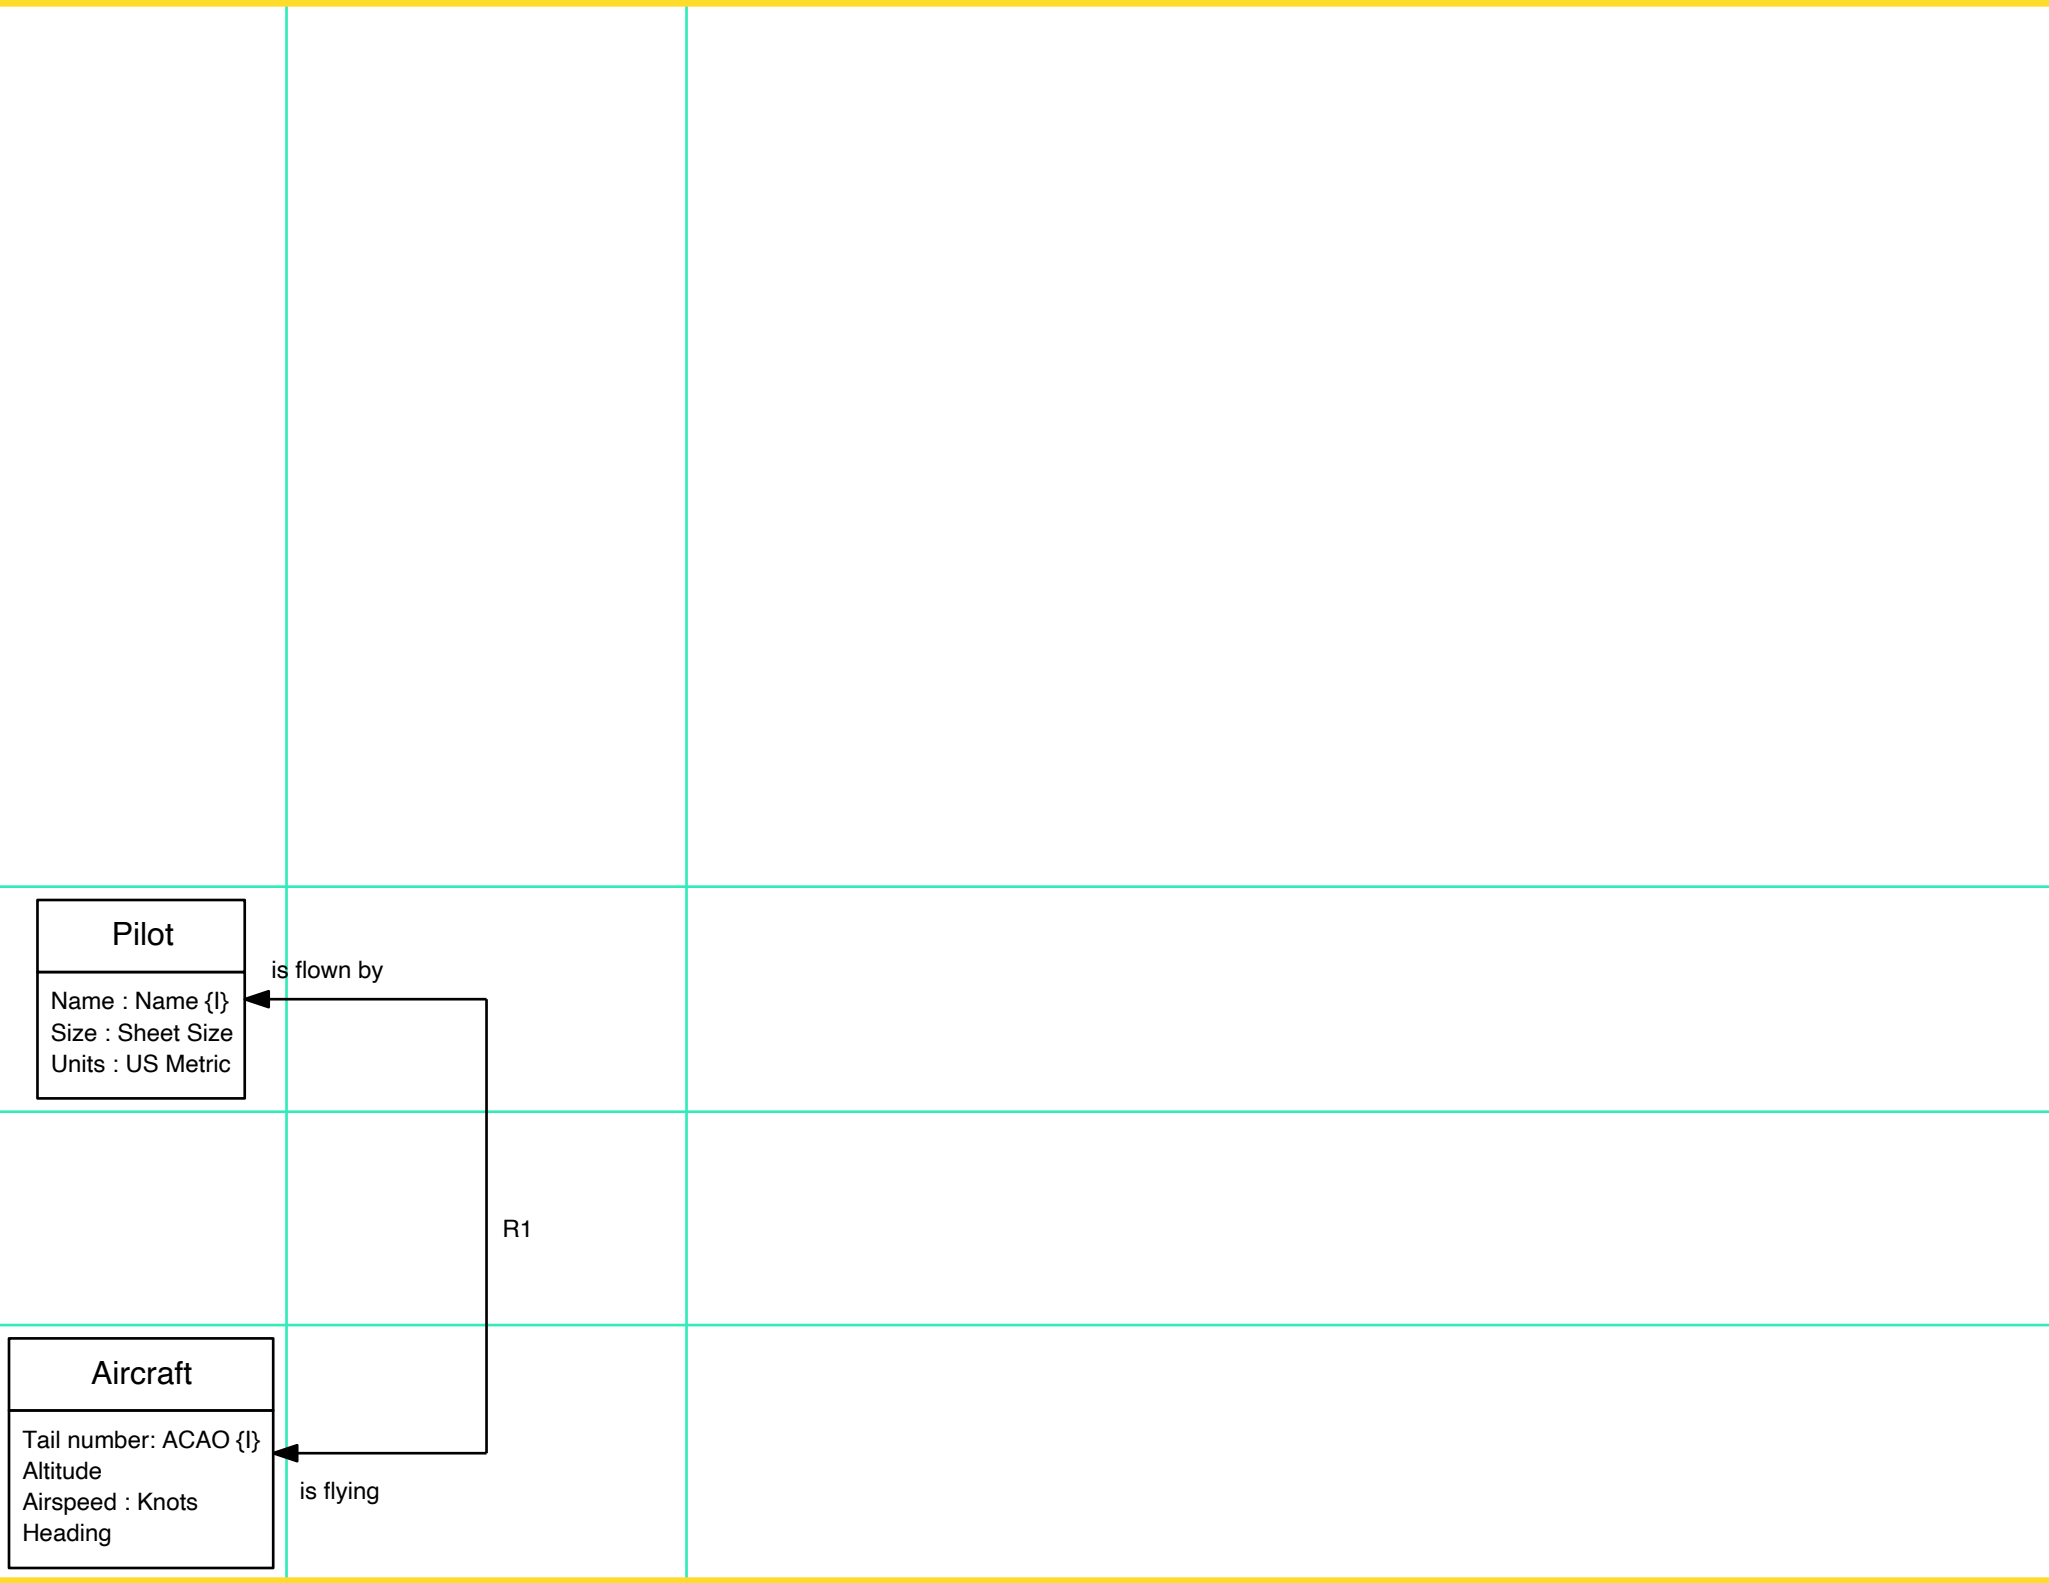 Pilot
is flown by
Name : Name {I}
Size : Sheet Size
Units : US Metric
R1
Aircraft
Tail number: ACAO {I}
Altitude
Airspeed : Knots
Heading
is flying